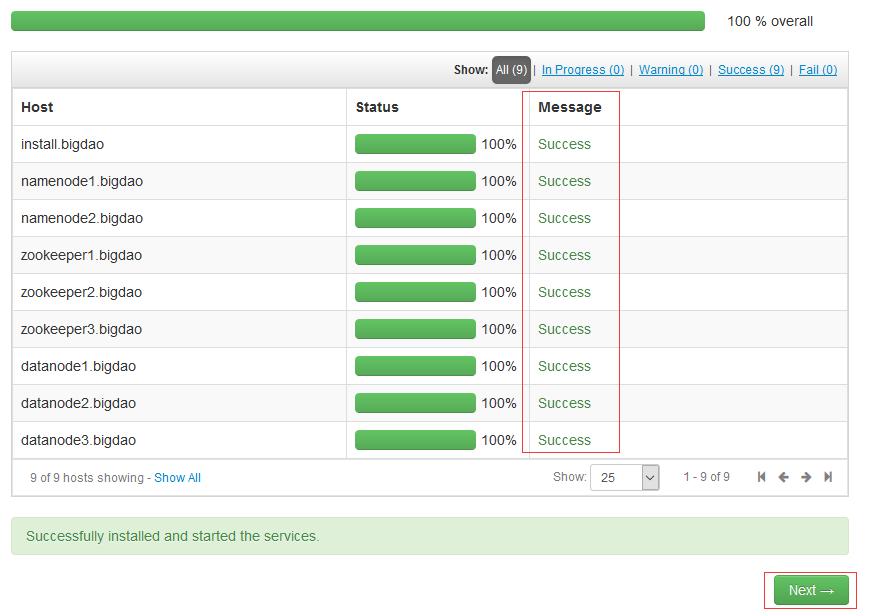 100 % overall
Show: All (9) | In Progress (0) | Warning (0) | Success (9) | Fail (0)
Host Status Message
install.bigdao 100% Success
namenode1.bigdao 100% Success
namenode2.bigdao 100% Success
zookeeper1.bigdao 100% Success
zookeeper2.bigdao 100% Success
zookeeper3.bigdao 100% Success
datanode1.bigdao 100% Success
datanode2.bigdao 100% Success
datanode3.bigdao 100% Success
9 of 9 hosts showing - Show All Show: 25 1 - 9 of 9
Successfully installed and started the services.
Next →